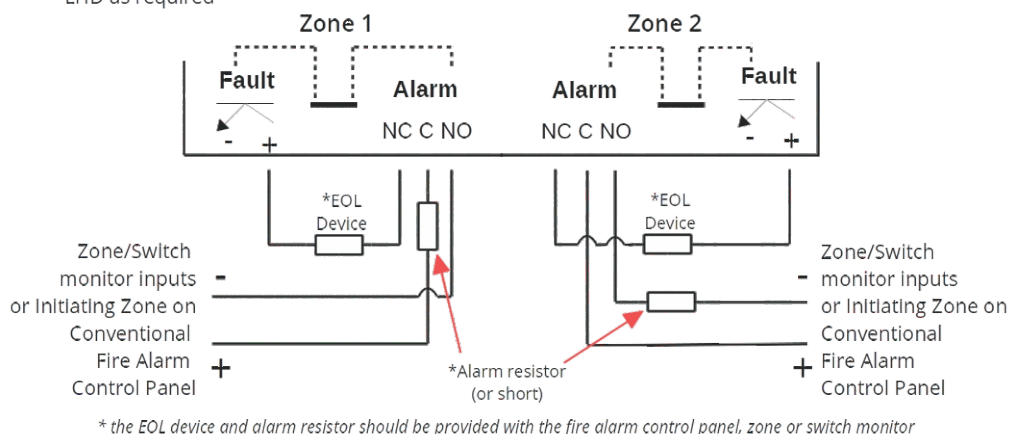 LHD as required
Zone 1
Zone 2
Fault
Alarm
Alarm
Fault
- +
NC C NO
NC C NO
- +
*EOL
Device
*EOL
Device
Zone/Switch
monitor inputs
or Initiating Zone on
Conventional
Fire Alarm
Control Panel
-
+
*Alarm resistor
(or short)
-
+
Zone/Switch
monitor inputs
or Initiating Zone on
Conventional
Fire Alarm
Control Panel
* the EOL device and alarm resistor should be provided with the fire alarm control panel, zone or switch monitor